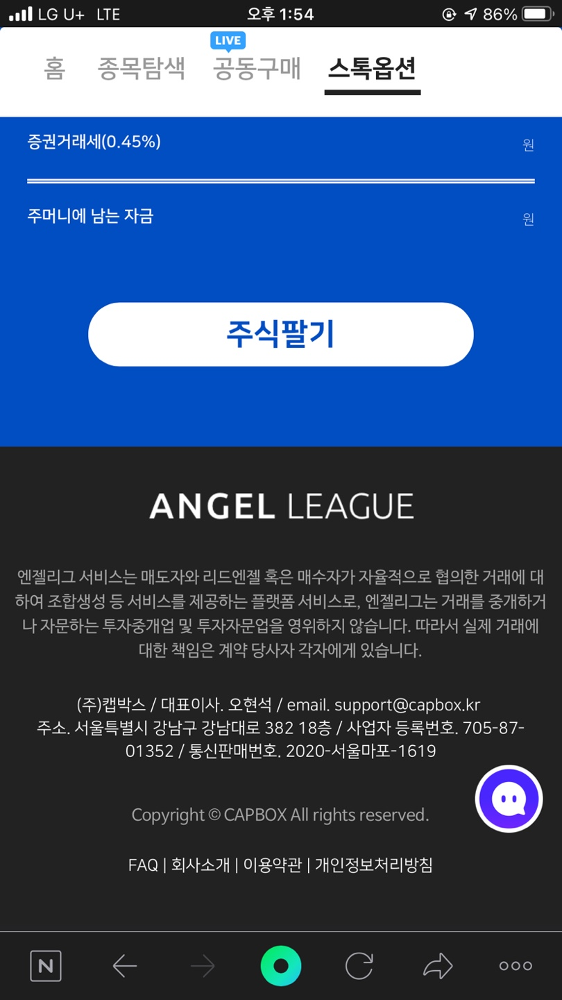 LG U+ LTE 오후 1:54 86%
LIVE
홈 종목탐색 공동구매 스톡옵션
증권거래세(0.45%) 원
주머니에 남는 자금 원
주식팔기
ANGEL LEAGUE
엔젤리그 서비스는 매도자와 리드엔젤 혹은 매수자가 자율적으로 협의한 거래에 대
하여 조합생성 등 서비스를 제공하는 플랫폼 서비스로, 엔젤리그는 거래를 중개하거
나 자문하는 투자중개업 및 투자자문업을 영위하지 않습니다. 따라서 실제 거래에
대한 책임은 계약 당사자 각자에게 있습니다.
(주)캡박스 / 대표이사. 오현석 / email. support@capbox.kr
주소. 서울특별시 강남구 강남대로 382 18층 / 사업자 등록번호. 705-87-
01352 / 통신판매번호. 2020-서울마포-1619
Copyright © CAPBOX All rights reserved.
FAQ | 회사소개 | 이용약관 | 개인정보처리방침
N